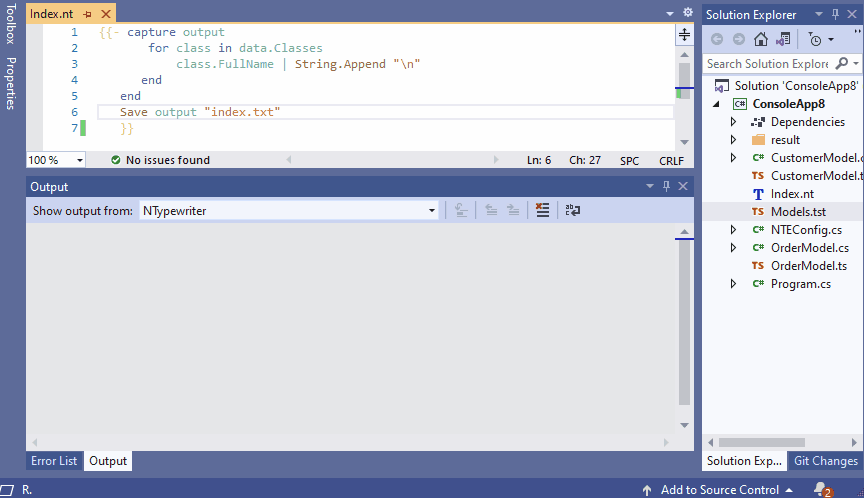 Toolbox
Properties
Index.nt
1 {{- capture output
2 for class in data.Classes
3 class.FullName | String.Append "\n"
4 end
5 end
6 Save output "index.txt"
7 }}
100 %
No issues found
Ln: 6
Ch: 27
SPC
CRLF
Output
Show output from:
NTypewriter
Error List
Output
R.
Add to Source Control
2
Solution Explorer
Search Solution Explore
Solution 'ConsoleApp8'
C# ConsoleApp8
Dependencies
result
C# CustomerModel.c
TS CustomerModel.t
T Index.nt
TS Models.tst
C# NTEConfig.cs
C# OrderModel.cs
TS OrderModel.ts
C# Program.cs
Solution Exp...
Git Changes